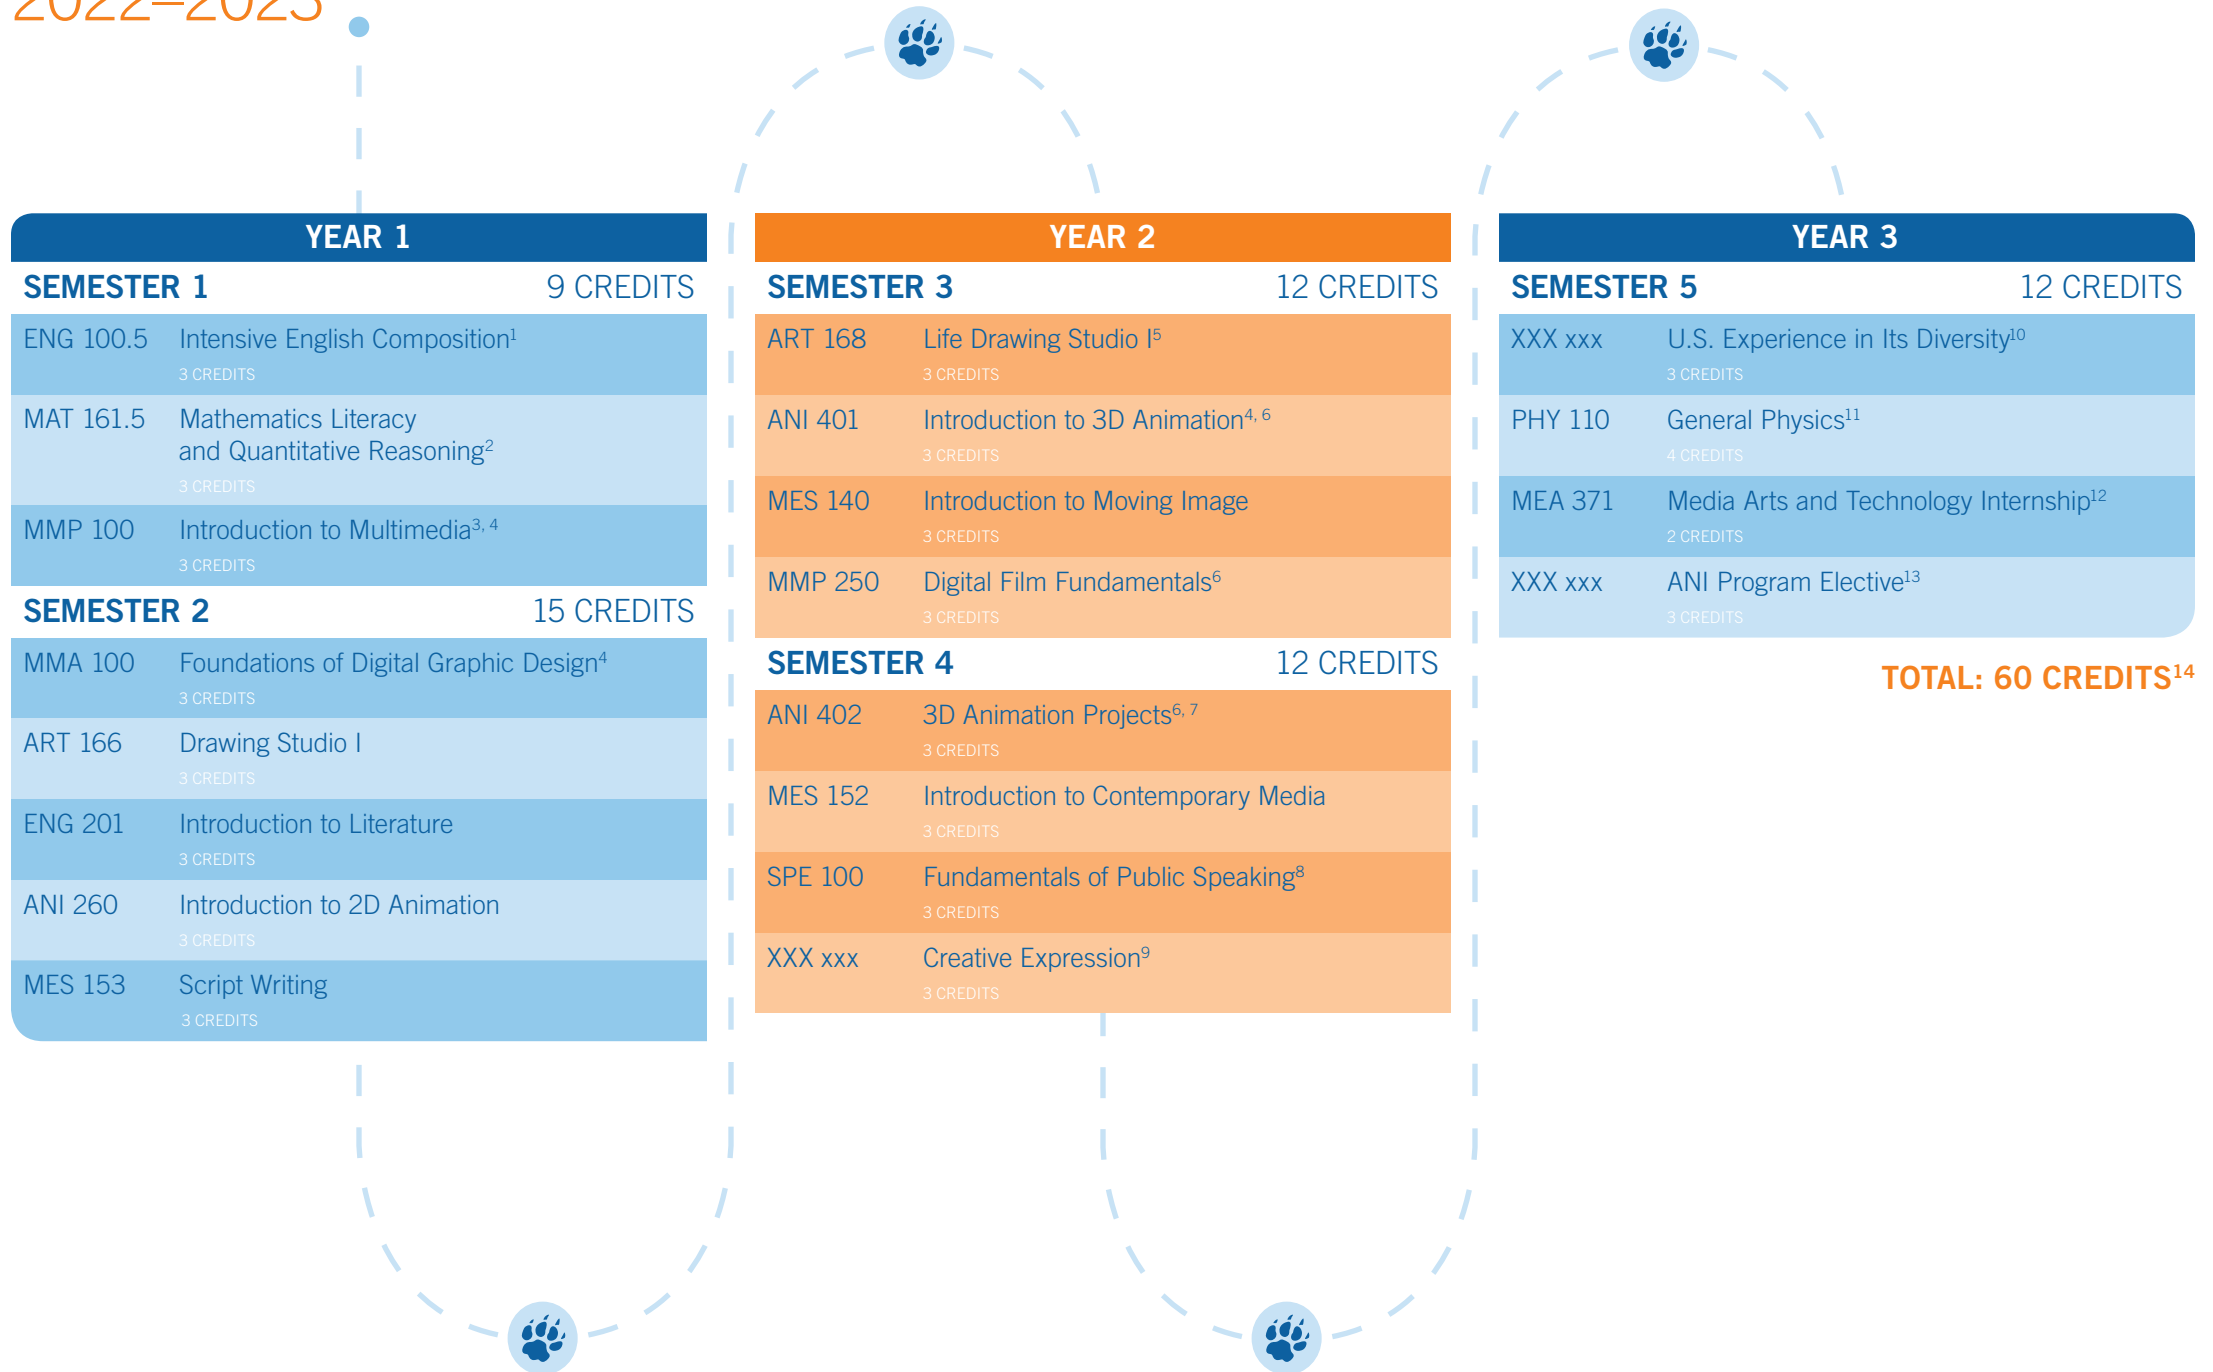 2022–2023
YEAR 1
SEMESTER 1 9 CREDITS
ENG 100.5 Intensive English Composition¹
3 CREDITS
MAT 161.5 Mathematics Literacy
and Quantitative Reasoning²
3 CREDITS
MMP 100 Introduction to Multimedia³, ⁴
3 CREDITS
SEMESTER 2 15 CREDITS
MMA 100 Foundations of Digital Graphic Design⁴
3 CREDITS
ART 166 Drawing Studio I
3 CREDITS
ENG 201 Introduction to Literature
3 CREDITS
ANI 260 Introduction to 2D Animation
3 CREDITS
MES 153 Script Writing
3 CREDITS
YEAR 2
SEMESTER 3 12 CREDITS
ART 168 Life Drawing Studio I⁵
3 CREDITS
ANI 401 Introduction to 3D Animation⁴, ⁶
3 CREDITS
MES 140 Introduction to Moving Image
3 CREDITS
MMP 250 Digital Film Fundamentals⁶
3 CREDITS
SEMESTER 4 12 CREDITS
ANI 402 3D Animation Projects⁶, ⁷
3 CREDITS
MES 152 Introduction to Contemporary Media
3 CREDITS
SPE 100 Fundamentals of Public Speaking⁸
3 CREDITS
XXX xxx Creative Expression⁹
3 CREDITS
YEAR 3
SEMESTER 5 12 CREDITS
XXX xxx U.S. Experience in Its Diversity¹⁰
3 CREDITS
PHY 110 General Physics¹¹
4 CREDITS
MEA 371 Media Arts and Technology Internship¹²
2 CREDITS
XXX xxx ANI Program Elective¹³
3 CREDITS
TOTAL: 60 CREDITS¹⁴